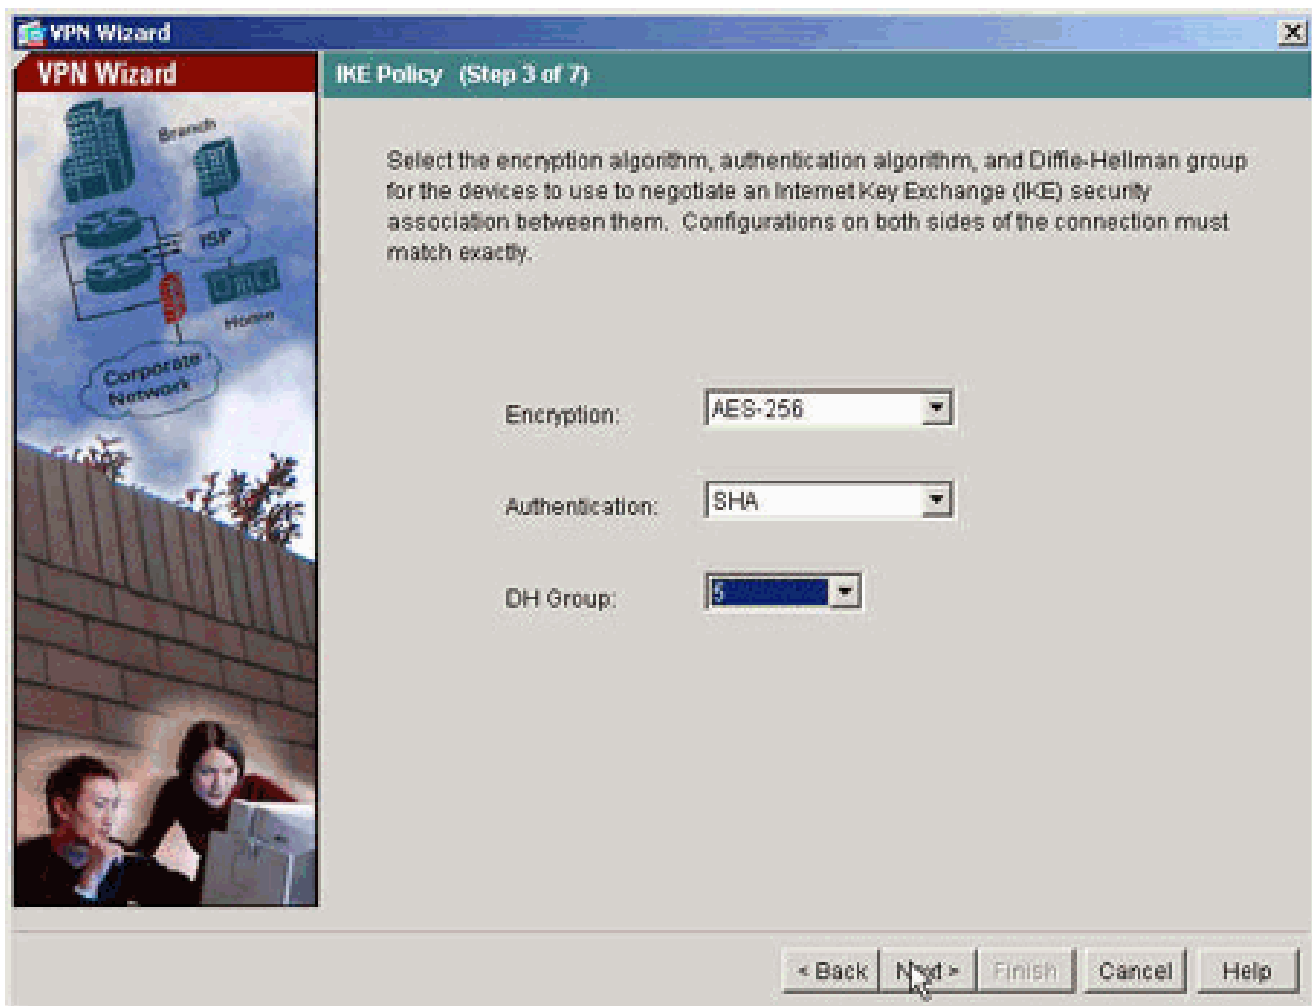 VPN Wizard
VPN Wizard
IKE Policy (Step 3 of 7)
Branch
ISP
Home
Corporate
Network
Select the encryption algorithm, authentication algorithm, and Diffie-Hellman group
for the devices to use to negotiate an Internet Key Exchange (IKE) security
association between them. Configurations on both sides of the connection must
match exactly.
Encryption: AES-256
Authentication: SHA
DH Group: 5
< Back Next > Finish Cancel Help